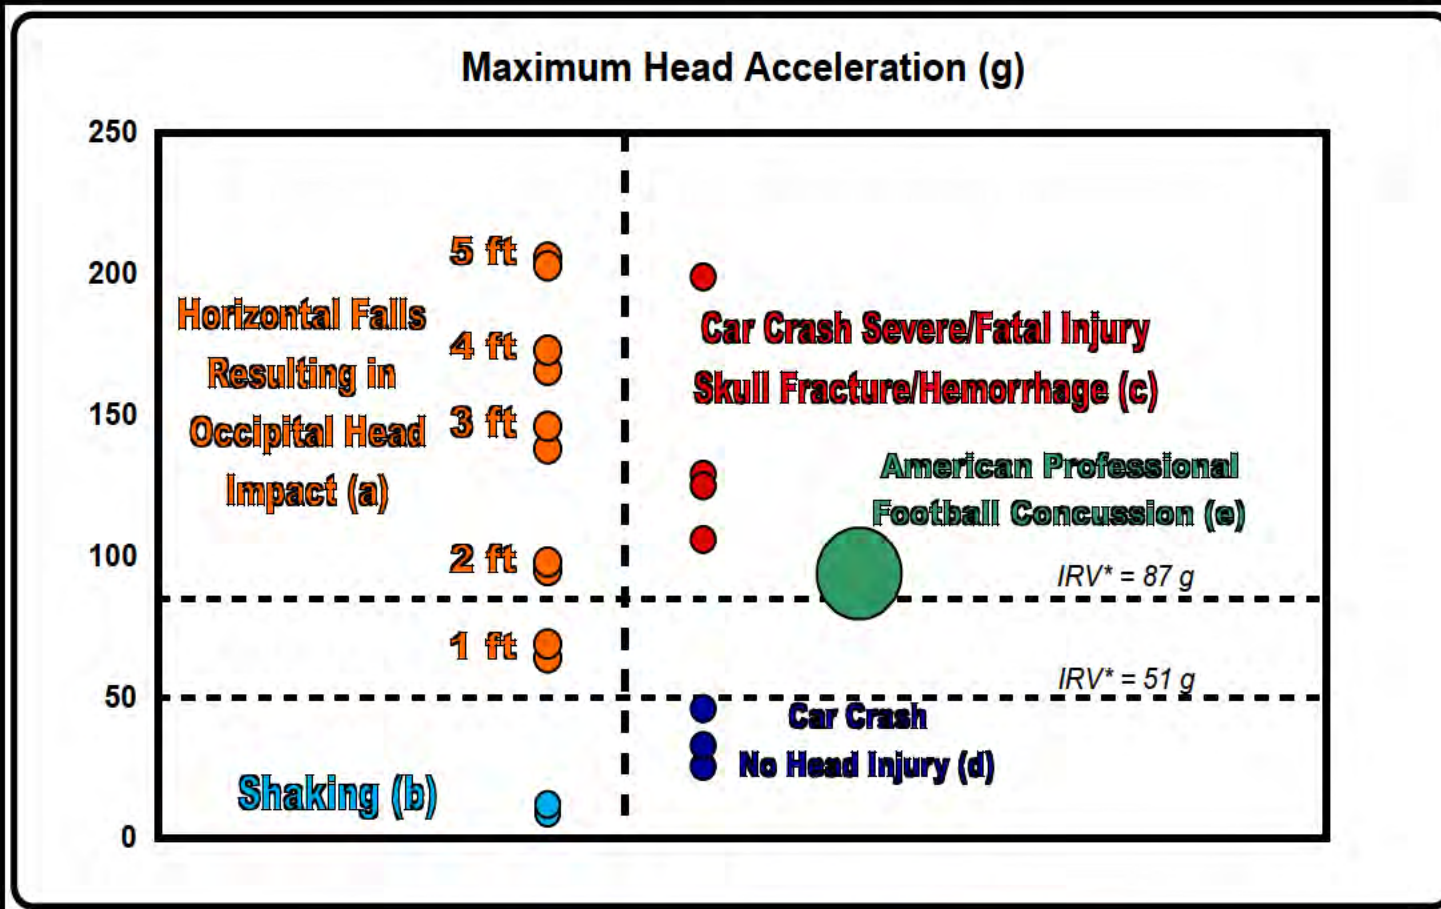 Maximum Head Acceleration (g)
250
200
150
100
50
0
5 ft
4 ft
3 ft
2 ft
1 ft
Horizontal Falls
Resulting in
Occipital Head
Impact (a)
Shaking (b)
Car Crash Severe/Fatal Injury
Skull Fracture/Hemorrhage (c)
American Professional
Football Concussion (e)
IRV* = 87 g
IRV* = 51 g
Car Crash
No Head Injury (d)